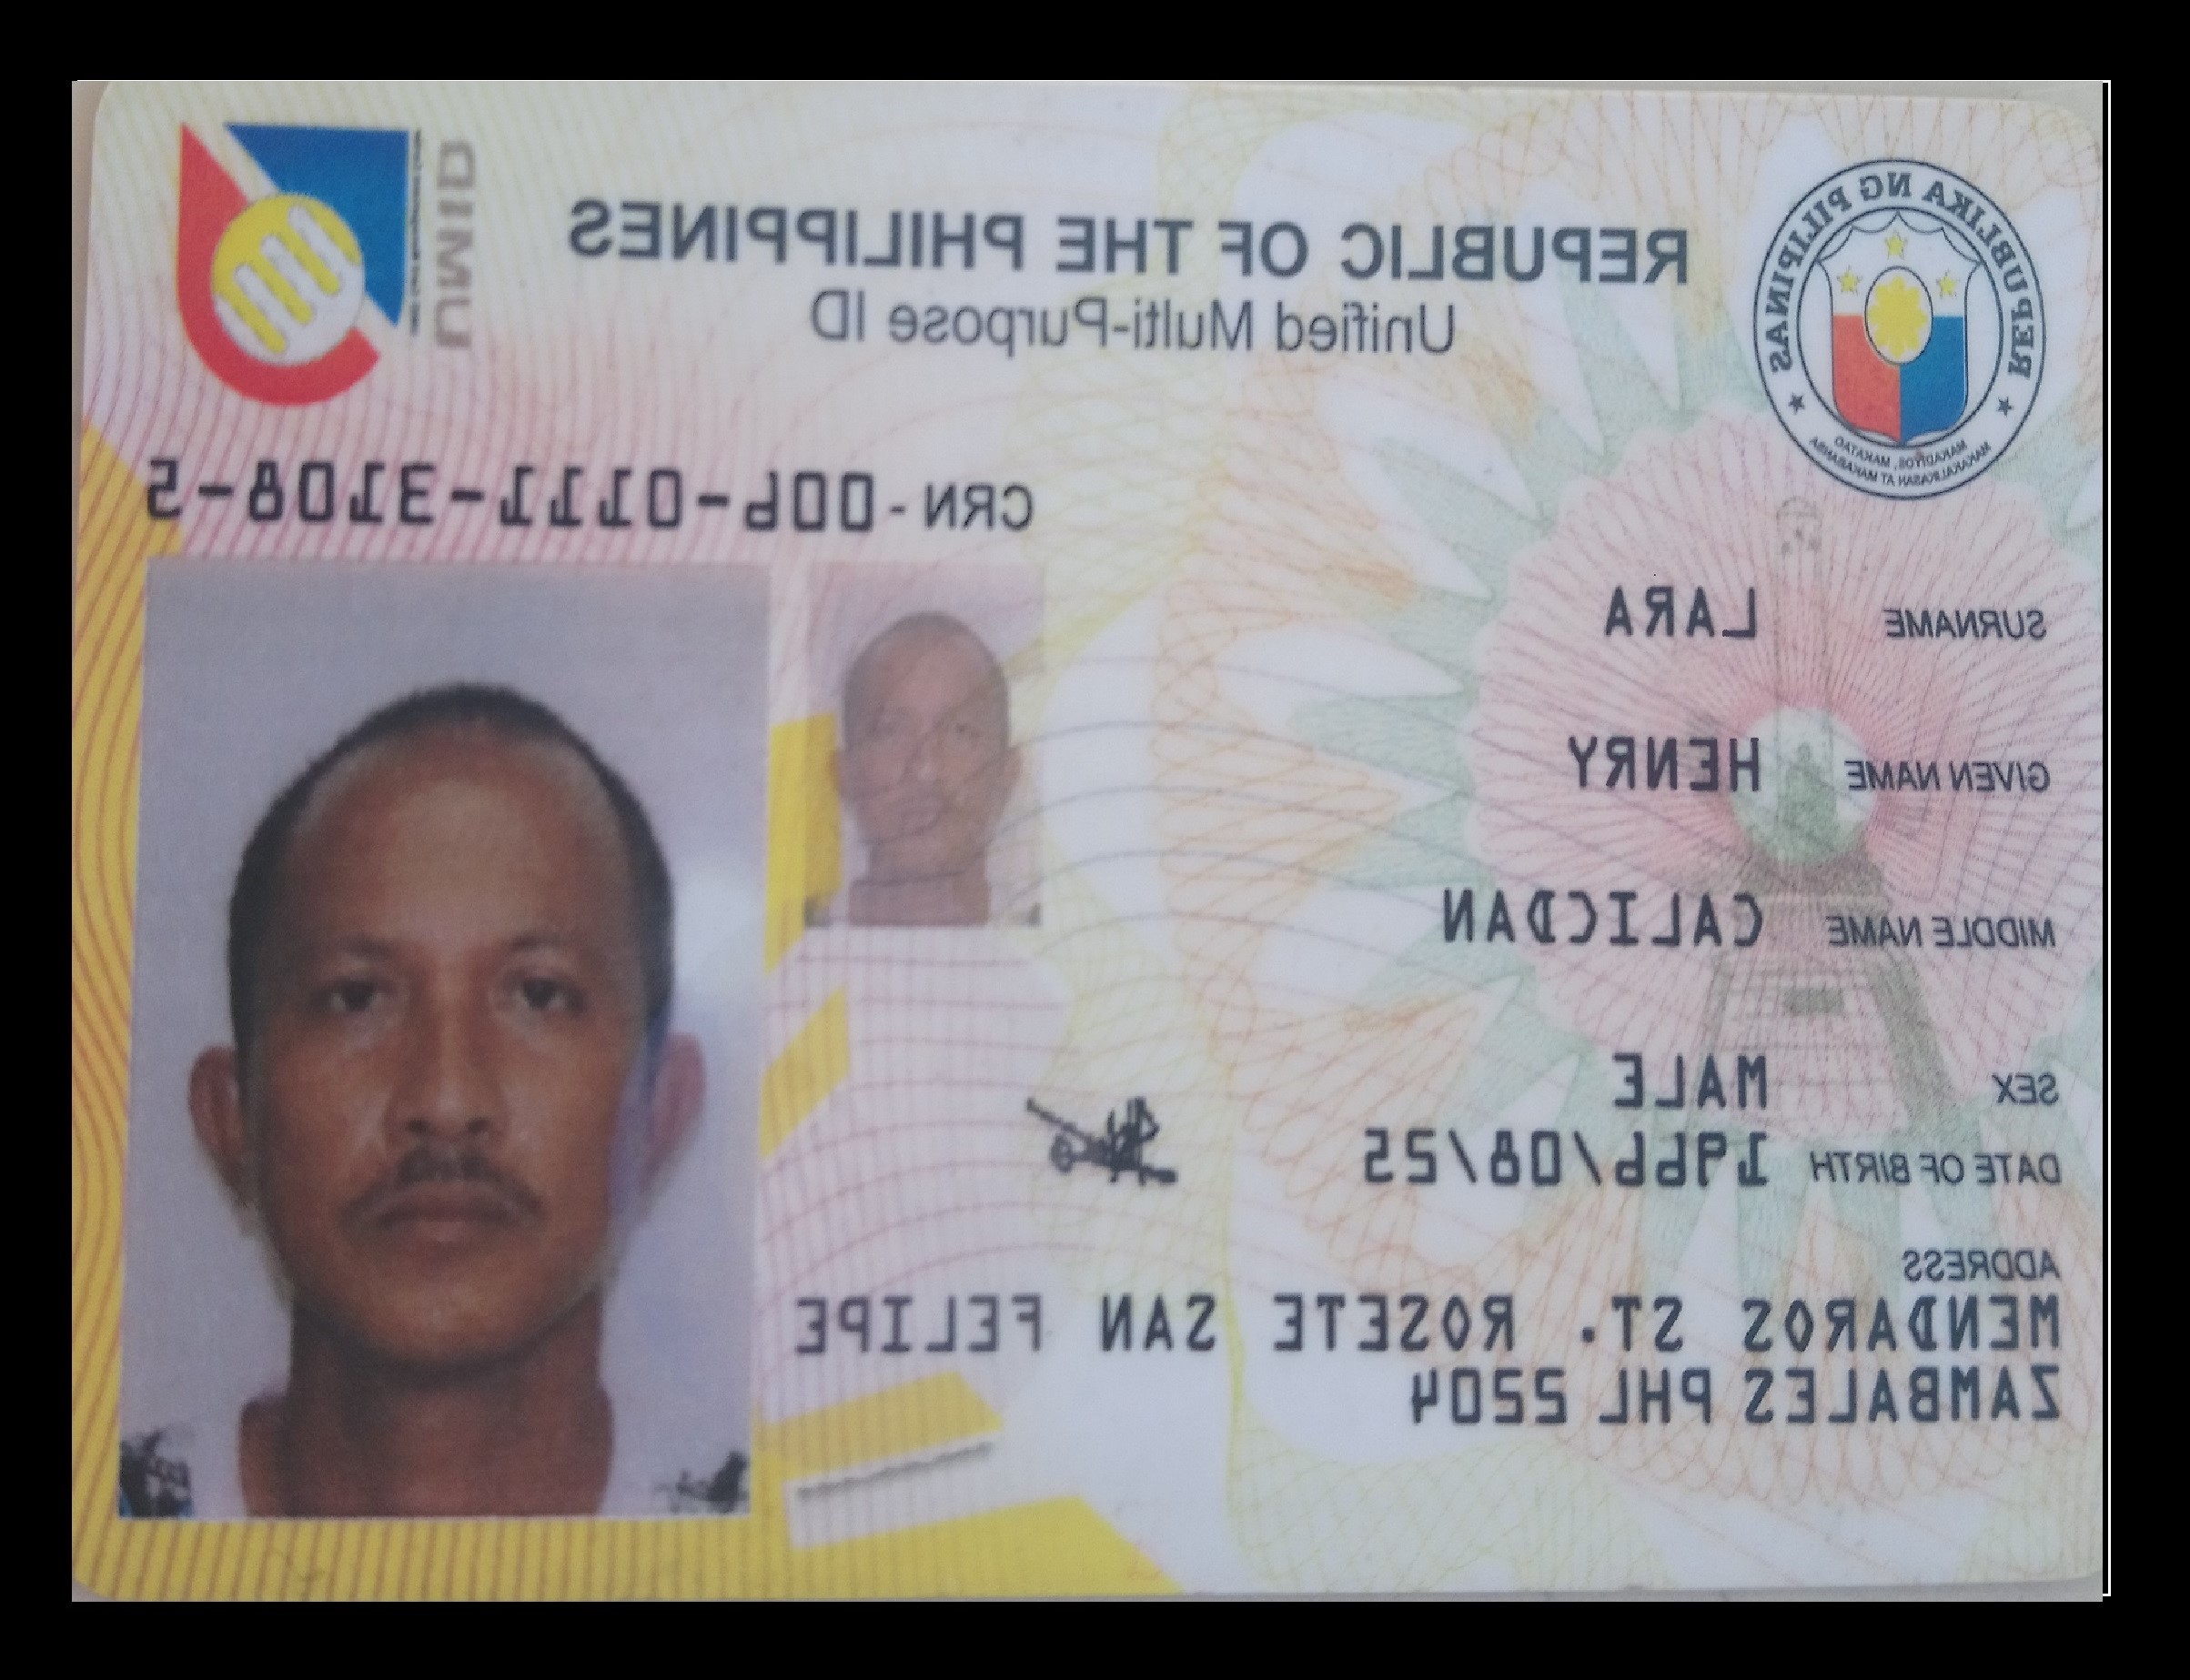 REPUBLIKA NG PILIPINAS
MAKADIYOS, MAKATAO
MAKAKALIKASAN AT MAKABANSA
REPUBLIC OF THE PHILIPPINES
Unified Multi-Purpose ID
UMID
CRN-006-0111-3108-5
SURNAME LARA
GIVEN NAME HENRY
MIDDLE NAME CALICDAN
SEX MALE
DATE OF BIRTH 1966/08/25
ADDRESS
MENDAROS ST. ROSETE SAN FELIPE
ZAMBALES PHL 2204